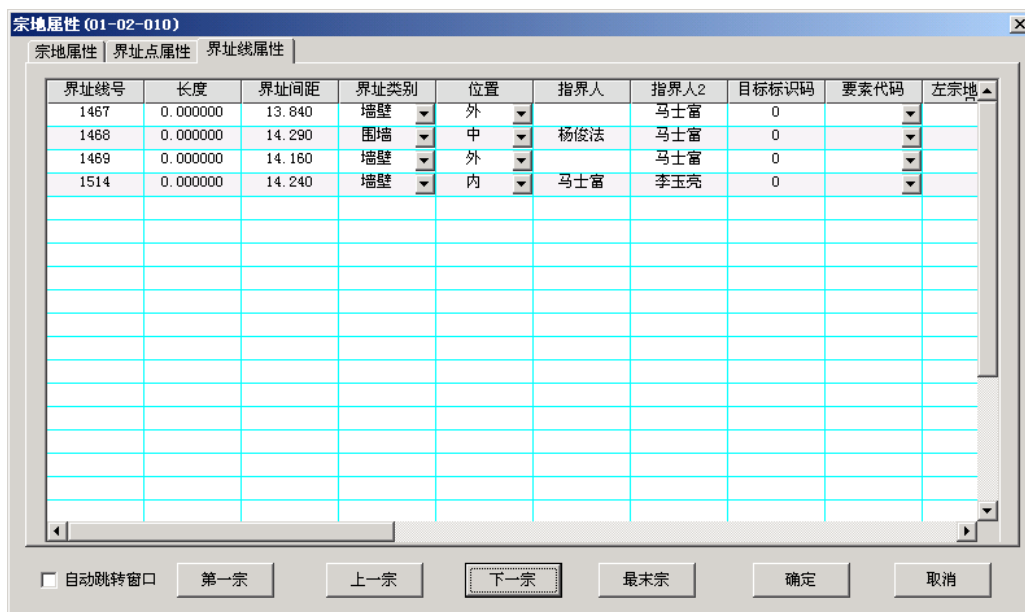 宗地属性(01-02-010)
宗地属性 界址点属性 界址线属性
界址线号 长度 界址间距 界址类别 位置 指界人 指界人2 目标标识码 要素代码 左宗地
1467 0.000000 13.840 墙壁 外 马士富 0
1468 0.000000 14.290 围墙 中 杨俊法 马士富 0
1469 0.000000 14.160 墙壁 外 马士富 0
1514 0.000000 14.240 墙壁 内 马士富 李玉亮 0
自动跳转窗口 第一宗 上一宗 下一宗 最末宗 确定 取消